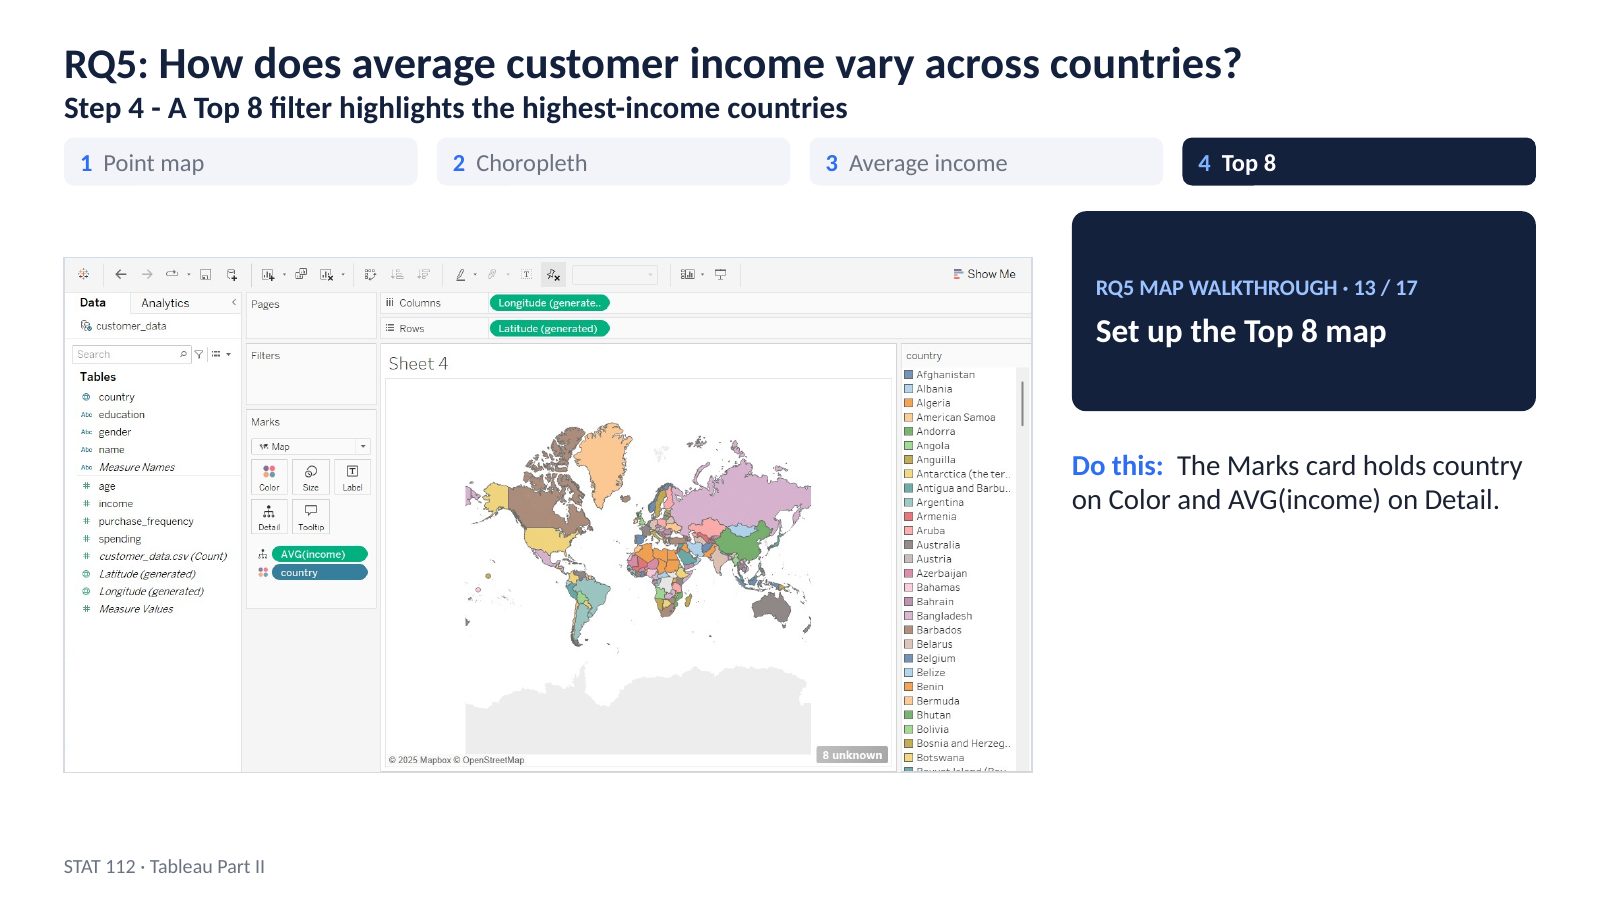 RQ5: How does average customer income vary across countries?
Step 4 - A Top 8 filter highlights the highest-income countries
1 Point map
2 Choropleth
3 Average income
4 Top 8
Show Me
Data Analytics
customer_data
Search
Tables
country
education
gender
name
Measure Names
age
income
purchase_frequency
spending
customer_data.csv (Count)
Latitude (generated)
Longitude (generated)
Measure Values
Pages
Filters
Marks
Map
Color Size Label
Detail Tooltip
AVG(income)
country
Columns Longitude (generate..
Rows Latitude (generated)
Sheet 4
© 2025 Mapbox © OpenStreetMap
8 unknown
country
Afghanistan
Albania
Algeria
American Samoa
Andorra
Angola
Anguilla
Antarctica (the ter..
Antigua and Barbu..
Argentina
Armenia
Aruba
Australia
Austria
Azerbaijan
Bahamas
Bahrain
Bangladesh
Barbados
Belarus
Belgium
Belize
Benin
Bermuda
Bhutan
Bolivia
Bosnia and Herzeg..
Botswana
RQ5 MAP WALKTHROUGH · 13 / 17
Set up the Top 8 map
Do this: The Marks card holds country
on Color and AVG(income) on Detail.
STAT 112 · Tableau Part II